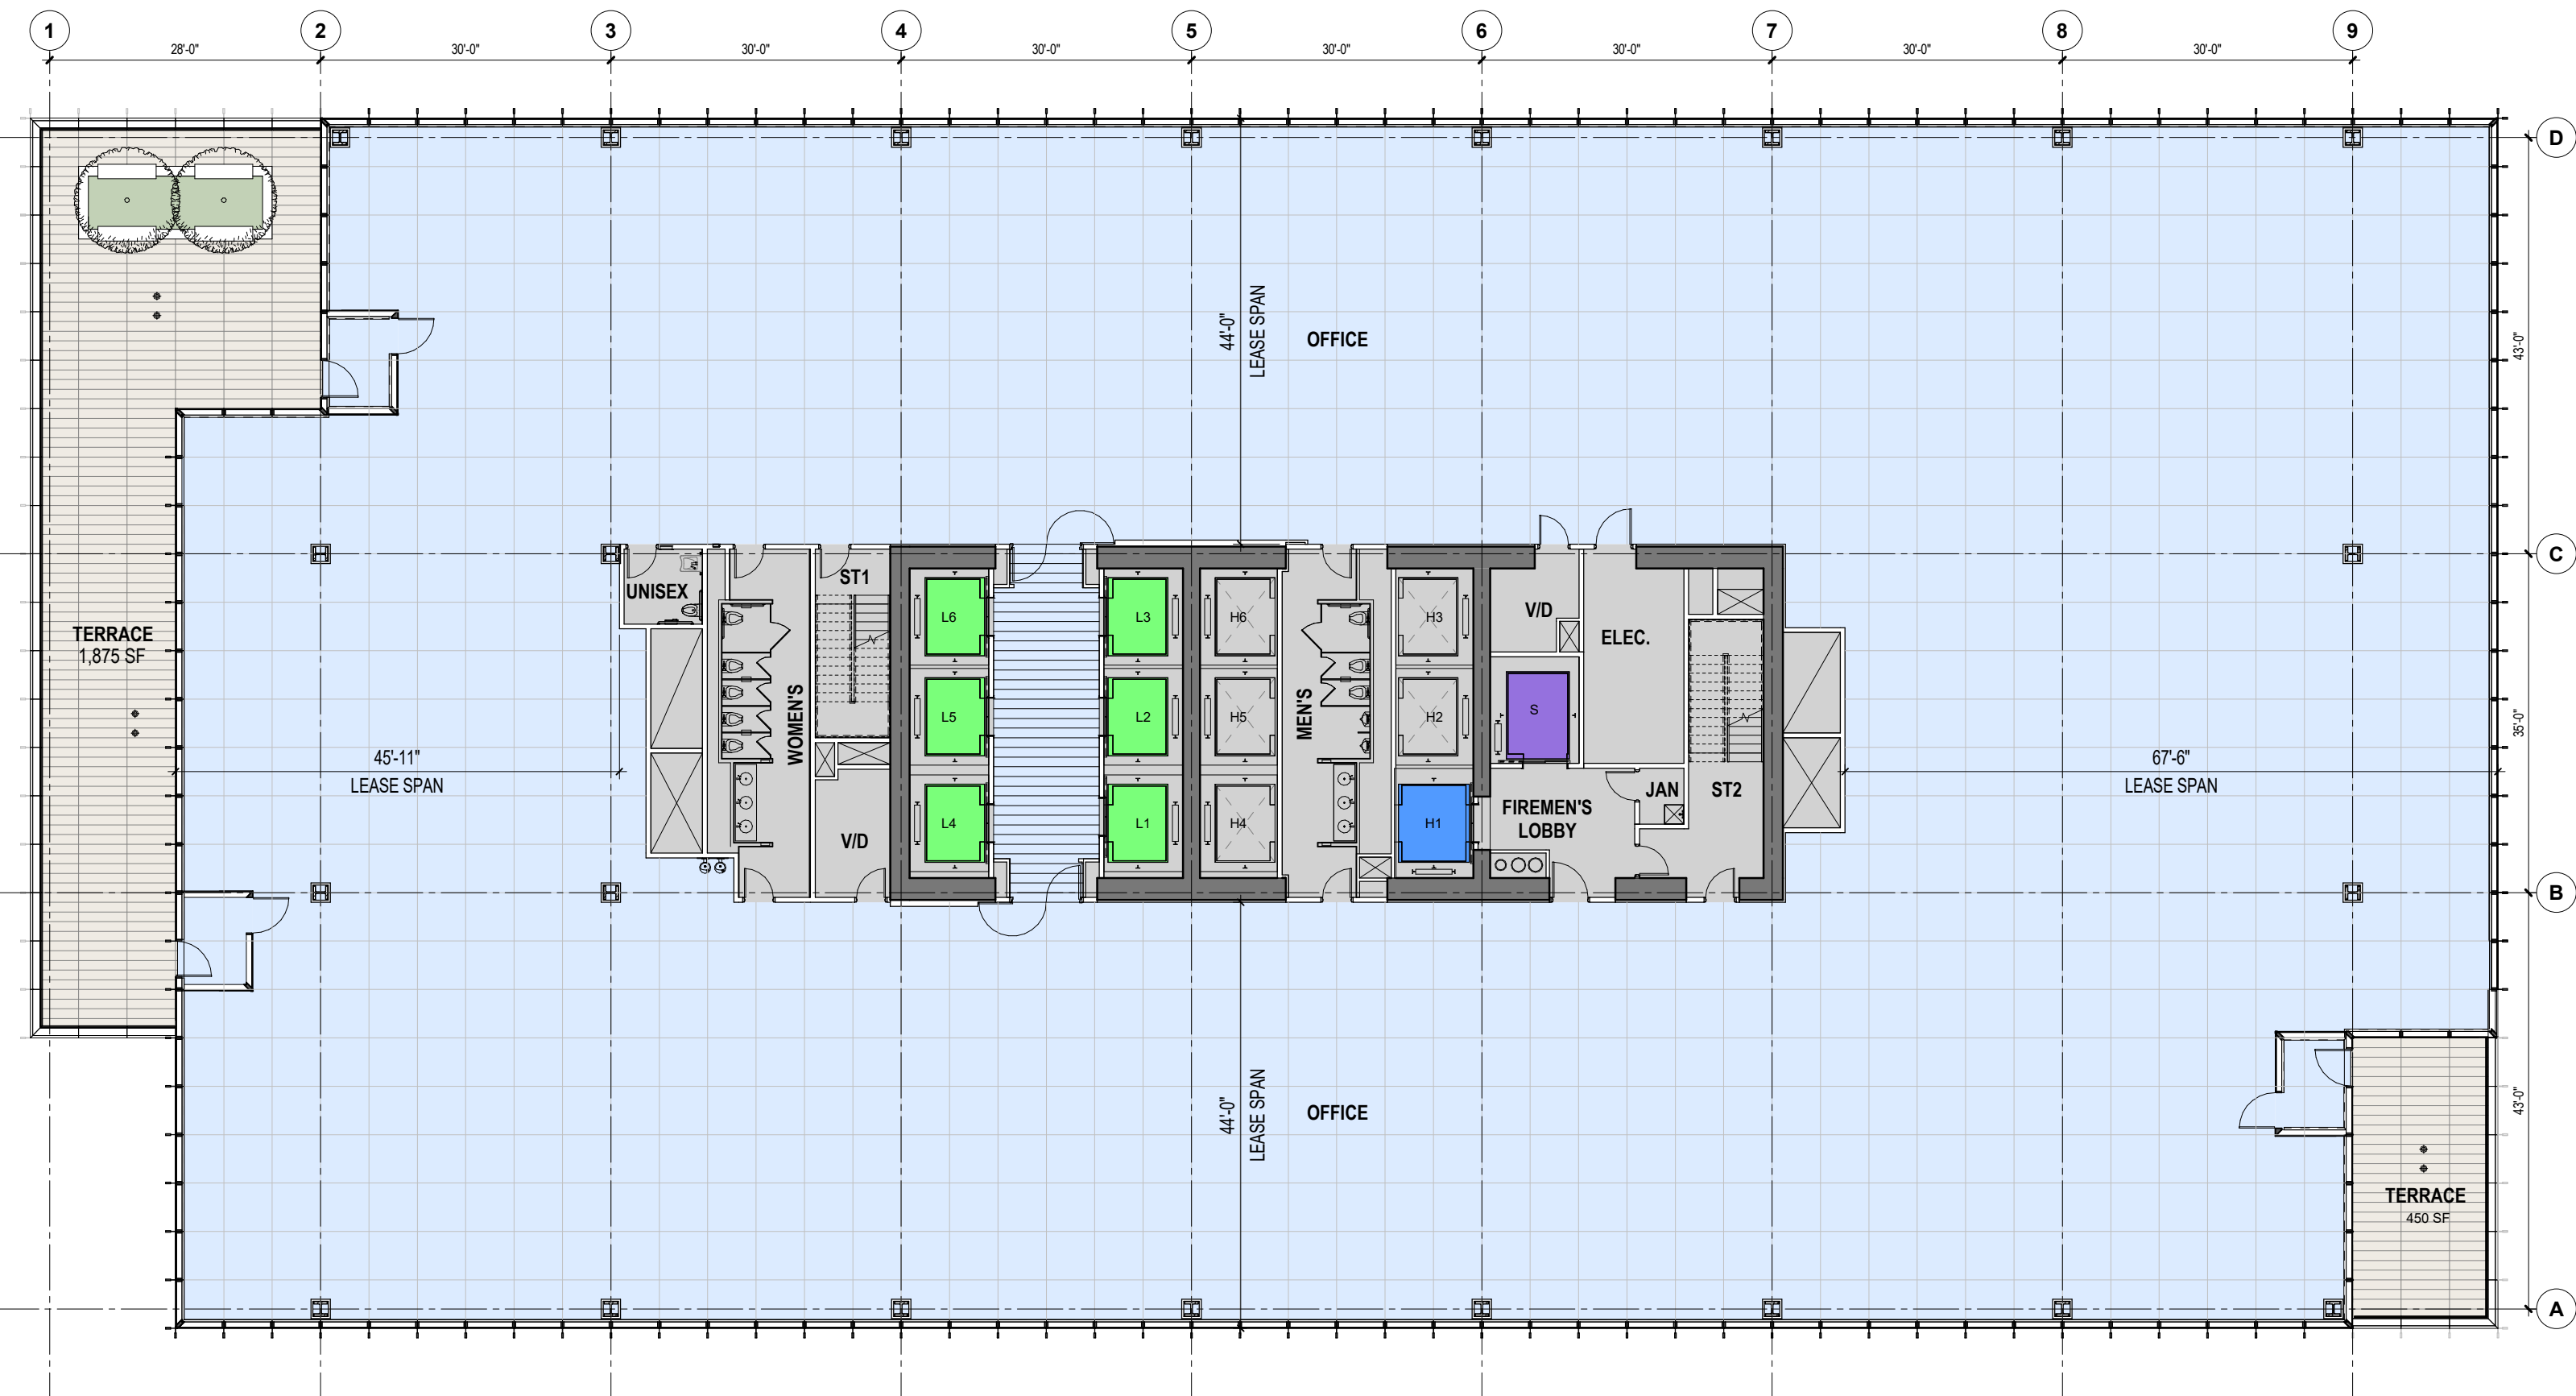 1
2
3
4
5
6
7
8
9
28'-0"
30'-0"
30'-0"
30'-0"
30'-0"
30'-0"
30'-0"
30'-0"
D
44'-0"
LEASE SPAN
OFFICE
43'-0"
C
UNISEX
ST1
L6
L3
H6
H3
V/D
ELEC.
TERRACE
1,875 SF
WOMEN'S
L5
L2
H5
MEN'S
H2
S
35'-0"
45'-11"
LEASE SPAN
67'-6"
LEASE SPAN
V/D
L4
L1
H4
H1
FIREMEN'S
LOBBY
JAN
ST2
B
44'-0"
LEASE SPAN
OFFICE
43'-0"
TERRACE
450 SF
A